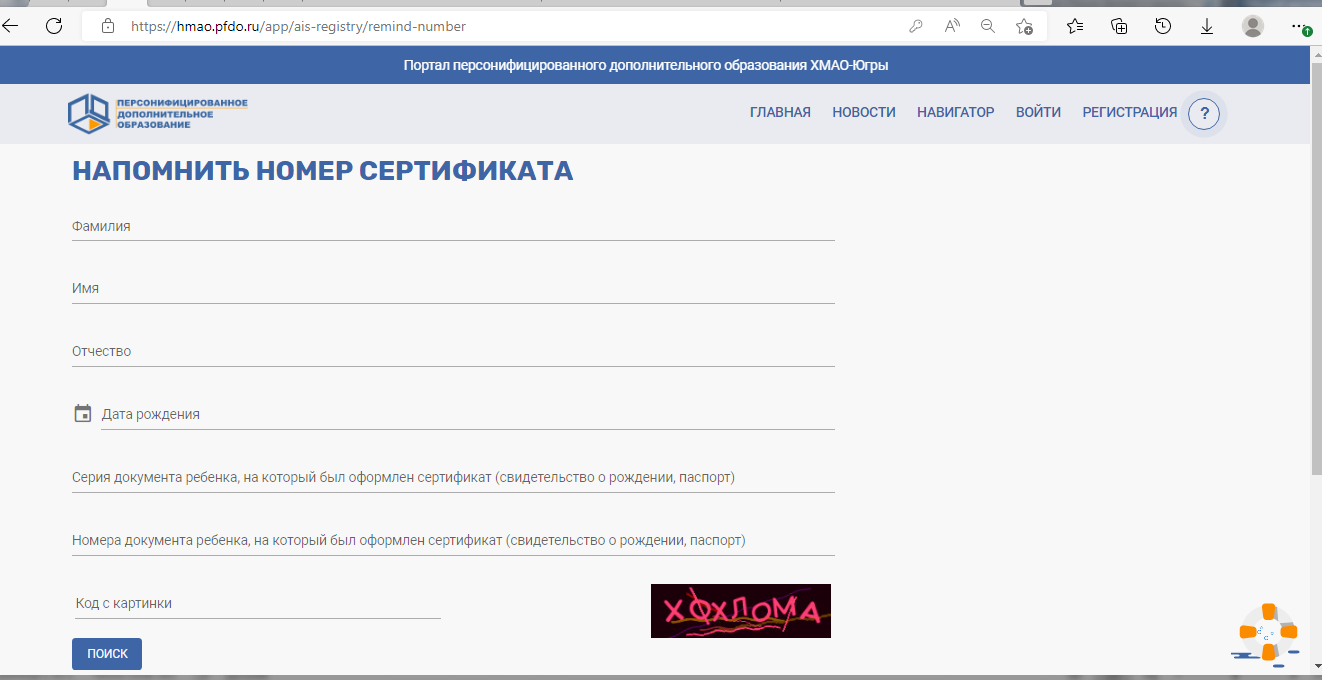 https://hmao.pfdo.ru/app/ais-registry/remind-number
Портал персонифицированного дополнительного образования ХМАО-Югры
ПЕРСОНИФИЦИРОВАННОЕ
ДОПОЛНИТЕЛЬНОЕ
ОБРАЗОВАНИЕ
ГЛАВНАЯ НОВОСТИ НАВИГАТОР ВОЙТИ РЕГИСТРАЦИЯ ?
НАПОМНИТЬ НОМЕР СЕРТИФИКАТА
Фамилия
Имя
Отчество
Дата рождения
Серия документа ребенка, на который был оформлен сертификат (свидетельство о рождении, паспорт)
Номера документа ребенка, на который был оформлен сертификат (свидетельство о рождении, паспорт)
Код с картинки
ХОХЛОМА
ПОИСК